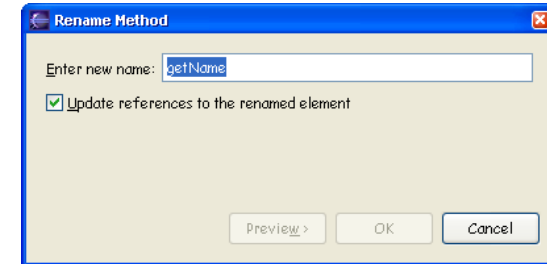 Rename Method
Enter new name: getName
Update references to the renamed element
Preview > OK Cancel